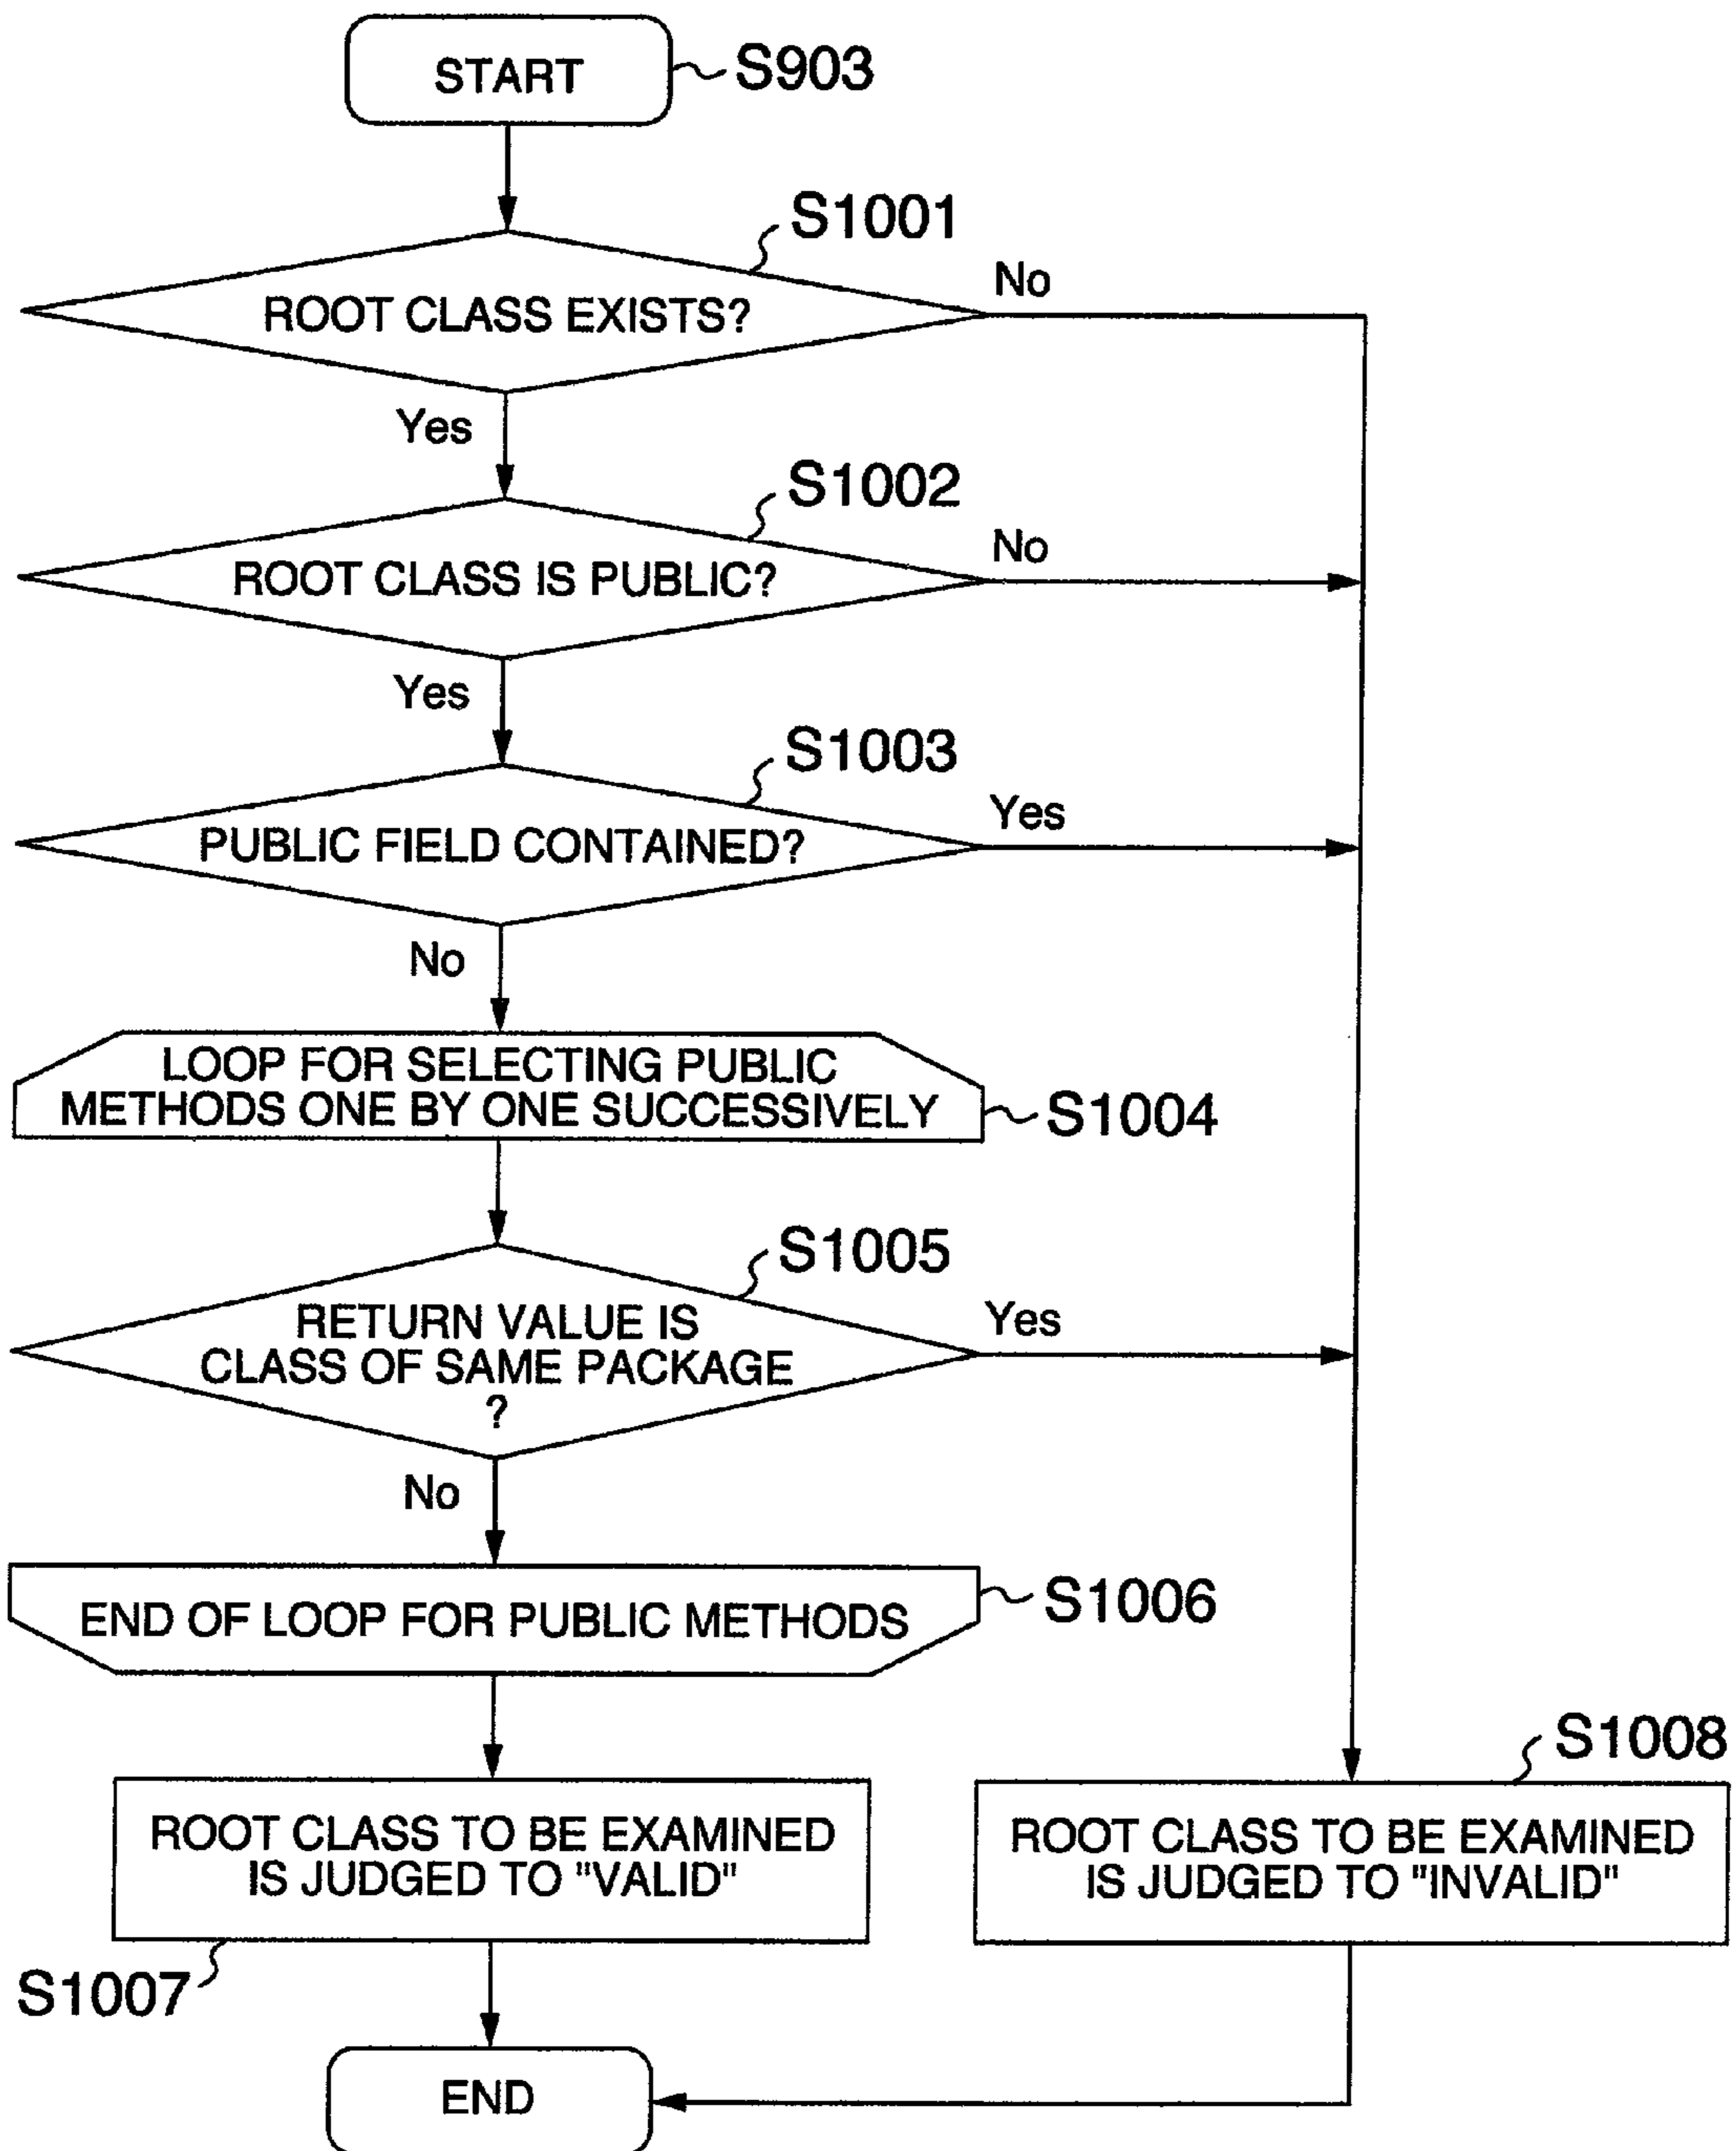 START
S903
S1001
ROOT CLASS EXISTS?
No
Yes
S1002
ROOT CLASS IS PUBLIC?
No
Yes
S1003
PUBLIC FIELD CONTAINED?
Yes
No
LOOP FOR SELECTING PUBLIC
METHODS ONE BY ONE SUCCESSIVELY
S1004
S1005
RETURN VALUE IS
CLASS OF SAME PACKAGE
?
Yes
No
END OF LOOP FOR PUBLIC METHODS
S1006
ROOT CLASS TO BE EXAMINED
IS JUDGED TO "VALID"
S1007
S1008
ROOT CLASS TO BE EXAMINED
IS JUDGED TO "INVALID"
END